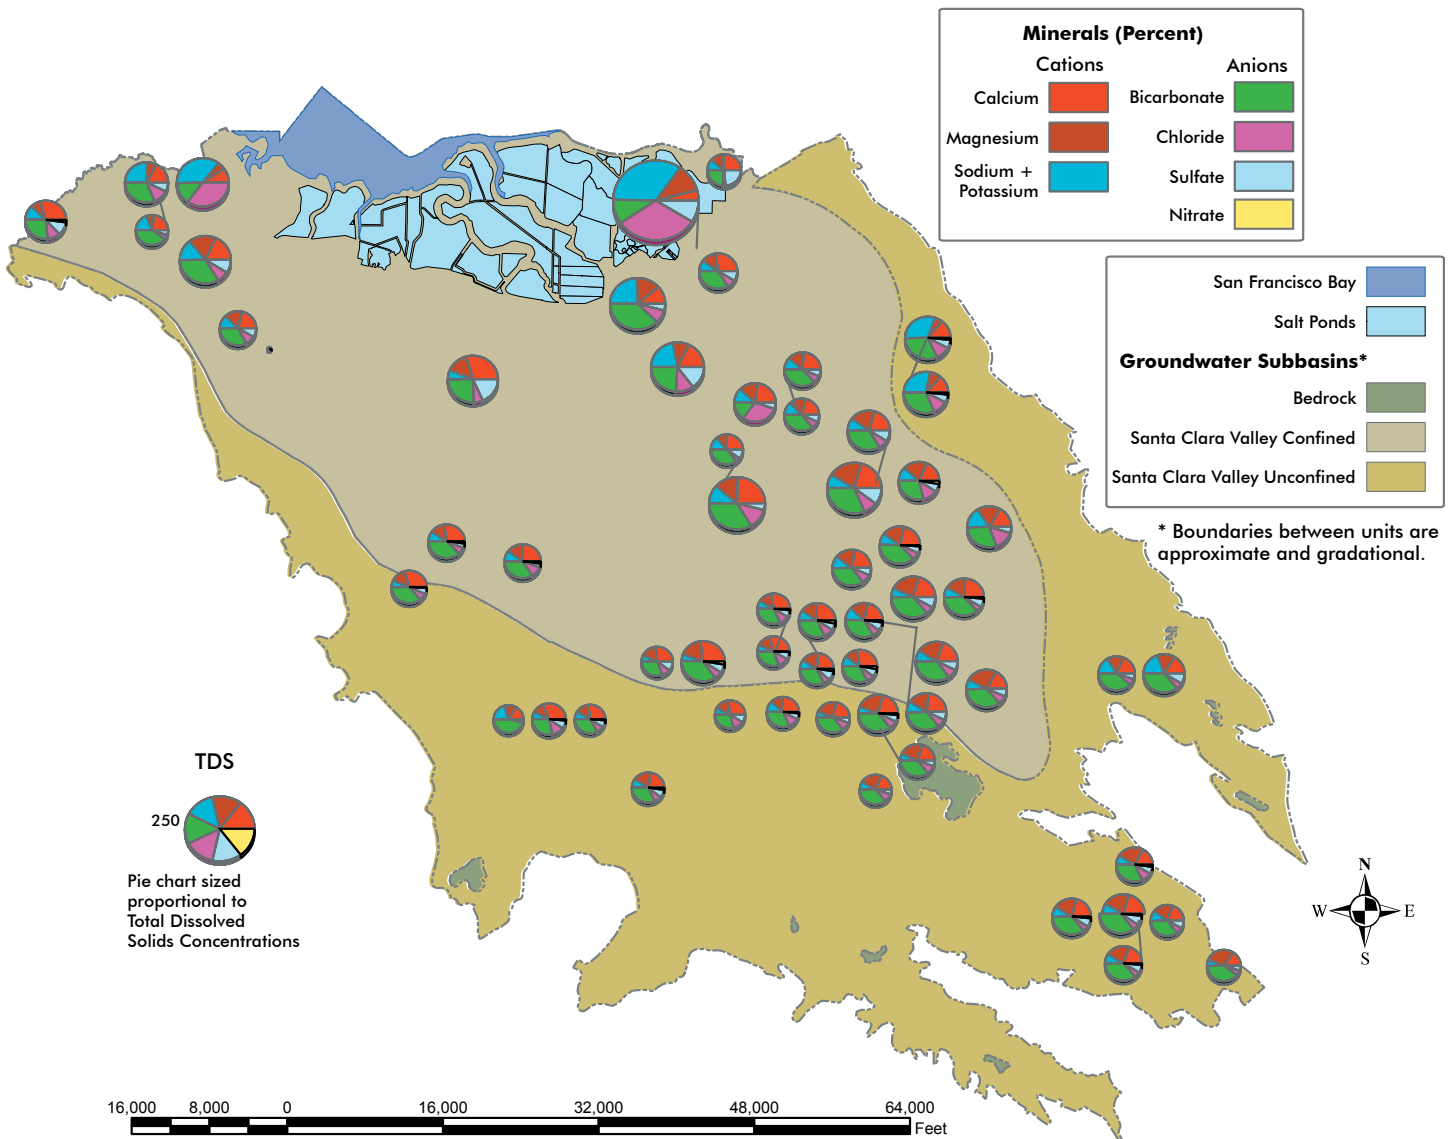 Minerals (Percent)
Cations
Anions
Calcium
Bicarbonate
Magnesium
Chloride
Sodium +
Potassium
Sulfate
Nitrate
San Francisco Bay
Salt Ponds
Groundwater Subbasins*
Bedrock
Santa Clara Valley Confined
Santa Clara Valley Unconfined
* Boundaries between units are
approximate and gradational.
TDS
250
Pie chart sized
proportional to
Total Dissolved
Solids Concentrations
N
W
E
S
16,000 8,000 0 16,000 32,000 48,000 64,000
Feet